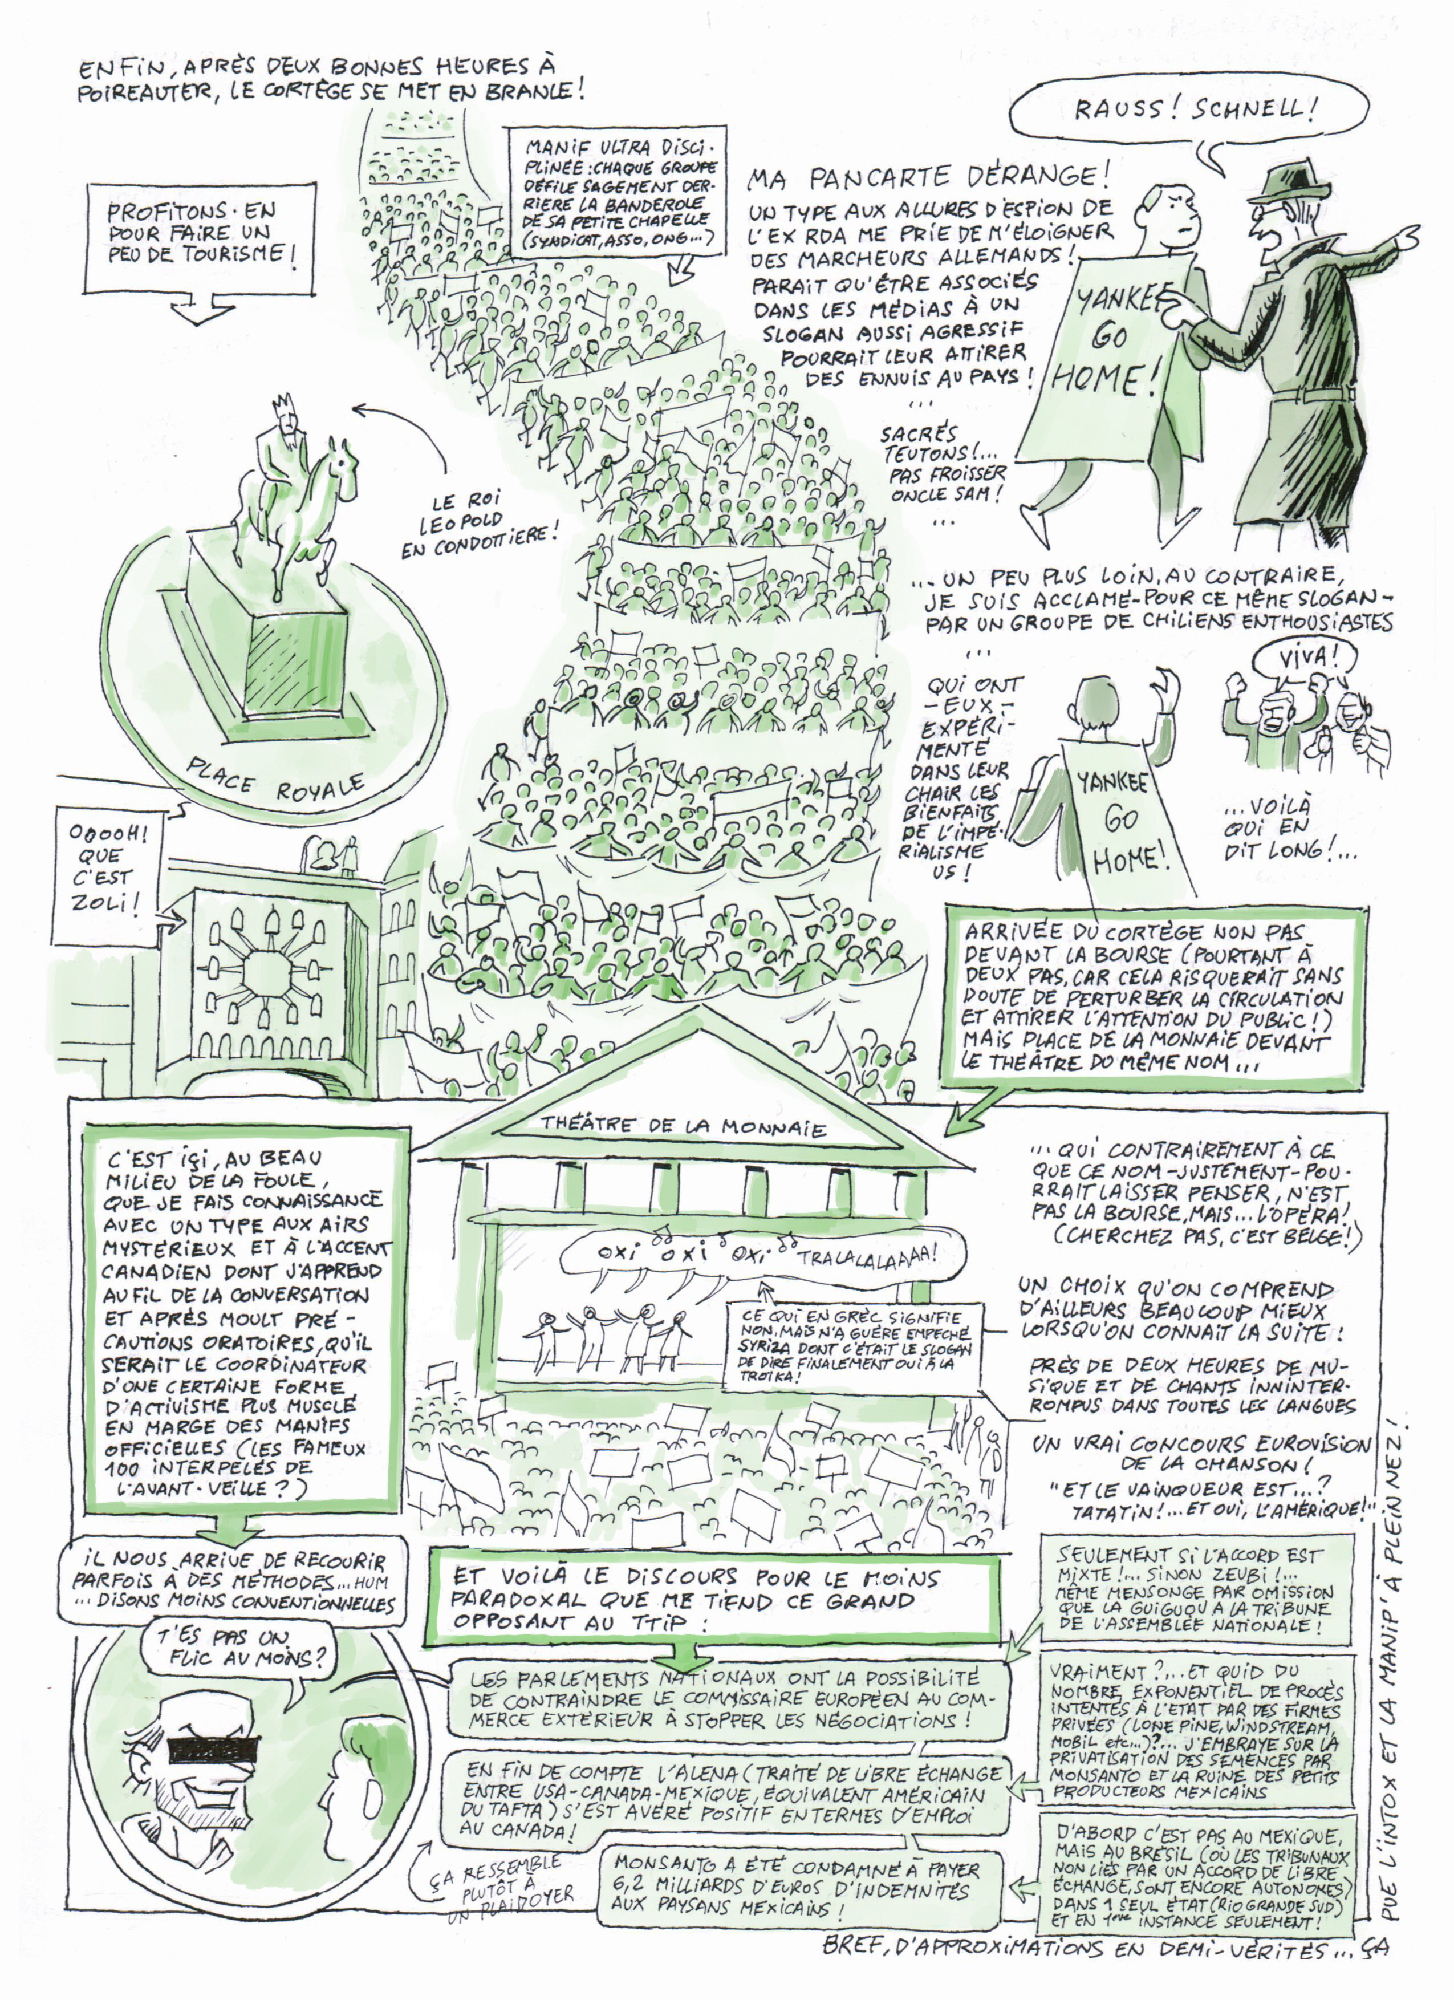 ENFIN, APRÈS DEUX BONNES HEURES À
POIREAUTER, LE CORTÈGE SE MET EN BRANLE!
PROFITONS-EN
POUR FAIRE UN
PEU DE TOURISME!
MANIF ULTRA DISCI-
PLINÉE: CHAQUE GROUPE
DÉFILE SAGEMENT DER-
RIERE LA BANDEROLE
DE SA PETITE CHAPELLE
(SYNDICAT, ASSO, ONG...)
RAUSS! SCHNELL!
MA PANCARTE DÉRANGE!
UN TYPE AUX ALLURES D'ESPION DE
L'EX RDA ME PRIE DE M'ÉLOIGNER
DES MARCHEURS ALLEMANDS!
PARAIT QU'ÊTRE ASSOCIÉS
DANS LES MÉDIAS À UN
SLOGAN AUSSI AGRESSIF
POURRAIT LEUR ATTIRER
DES ENNUIS AU PAYS!
...
SACRÉS
TEUTONS!...
PAS FROISSER
ONCLE SAM!
...
YANKEE
GO
HOME!
LE ROI
LEOPOLD
EN CONDOTTIERE!
PLACE ROYALE
... UN PEU PLUS LOIN, AU CONTRAIRE,
JE SUIS ACCLAMÉ-POUR CE MÊME SLOGAN-
PAR UN GROUPE DE CHILIENS ENTHOUSIASTES
...
QUI ONT
-EUX-
EXPÉRI-
MENTÉ
DANS LEUR
CHAIR LES
BIENFAITS
DE L'IMPÉ-
RIALISME
US!
VIVA!
YANKEE
GO
HOME!
...VOILÀ
QUI EN
DIT LONG!...
OOOOH!
QUE
C'EST
ZOLI!
ARRIVÉE DU CORTÈGE NON PAS
DEVANT LA BOURSE (POURTANT À
DEUX PAS, CAR CELA RISQUERAIT SANS
DOUTE DE PERTURBER LA CIRCULATION
ET ATTIRER L'ATTENTION DU PUBLIC!)
MAIS PLACE DE LA MONNAIE DEVANT
LE THÉÂTRE DU MÊME NOM...
THÉÂTRE DE LA MONNAIE
C'EST IÇI, AU BEAU
MILIEU DE LA FOULE,
QUE JE FAIS CONNAISSANCE
AVEC UN TYPE AUX AIRS
MYSTÉRIEUX ET À L'ACCENT
CANADIEN DONT J'APPREND
AU FIL DE LA CONVERSATION
ET APRÈS MOULT PRÉ-
CAUTIONS ORATOIRES, QU'IL
SERAIT LE COORDINATEUR
D'UNE CERTAINE FORME
D'ACTIVISME PLUS MUSCLÉ
EN MARGE DES MANIFS
OFFICIELLES (LES FAMEUX
100 INTERPELÉS DE
L'AVANT-VEILLE?)
OXI OXI OXI TRALALALAAAA!
CE QUI EN GREC SIGNIFIE
NON, MAIS N'A GUÈRE EMPECHÉ
SYRIZA DONT C'ÉTAIT LE SLOGAN
DE DIRE FINALEMENT OUI À LA
TROÏKA!
... QUI CONTRAIREMENT À CE
QUE CE NOM-JUSTEMENT-POU-
RRAIT LAISSER PENSER, N'EST
PAS LA BOURSE, MAIS... L'OPÉRA!
(CHERCHEZ PAS, C'EST BELGE!)
UN CHOIX QU'ON COMPREND
D'AILLEURS BEAUCOUP MIEUX
LORSQU'ON CONNAIT LA SUITE:
PRÈS DE DEUX HEURES DE MU-
SIQUE ET DE CHANTS ININTER-
ROMPUS DANS TOUTES LES LANGUES
UN VRAI CONCOURS EUROVISION
DE LA CHANSON!
"ET LE VAINQUEUR EST...?
TATATIN!...ET OUI, L'AMÉRIQUE!"
IL NOUS ARRIVE DE RECOURIR
PARFOIS À DES MÉTHODES... HUM
... DISONS MOINS CONVENTIONNELLES
T'ES PAS UN
FLIC AU MOINS?
ET VOILÀ LE DISCOURS POUR LE MOINS
PARADOXAL QUE ME TIEND CE GRAND
OPPOSANT AU TTIP:
LES PARLEMENTS NATIONAUX ONT LA POSSIBILITÉ
DE CONTRAINDRE LE COMMISSAIRE EUROPÉEN AU COM-
MERCE EXTÉRIEUR À STOPPER LES NÉGOCIATIONS!
SEULEMENT SI L'ACCORD EST
MIXTE!... SINON ZEUBI!...
MÊME MENSONGE PAR OMISSION
QUE LA GUIGUOU A LA TRIBUNE
DE L'ASSEMBLÉE NATIONALE!
EN FIN DE COMPTE L'ALENA (TRAITÉ DE LIBRE ÉCHANGE
ENTRE USA-CANADA-MEXIQUE, ÉQUIVALENT AMÉRICAIN
DU TAFTA) S'EST AVÉRÉ POSITIF EN TERMES D'EMPLOI
AU CANADA!
VRAIMENT?... ET QUID DU
NOMBRE EXPONENTIEL DE PROCÈS
INTENTÉS À L'ÉTAT PAR DES FIRMES
PRIVÉES (LONE PINE, WINDSTREAM,
MOBIL etc...)?... J'EMBRAYE SUR LA
PRIVATISATION DES SEMENCES PAR
MONSANTO ET LA RUINE DES PETITS
PRODUCTEURS MEXICAINS
ÇA RESSEMBLE
PLUTÔT À
UN PLAIDOYER
MONSANTO A ÉTÉ CONDAMNÉ À PAYER
6,2 MILLIARDS D'EUROS D'INDEMNITÉS
AUX PAYSANS MEXICAINS!
D'ABORD C'EST PAS AU MEXIQUE,
MAIS AU BRÉSIL (OÙ LES TRIBUNAUX
NON LIÉS PAR UN ACCORD DE LIBRE
ÉCHANGE, SONT ENCORE AUTONOMES)
DANS 1 SEUL ÉTAT (RIO GRANDE SUD)
ET EN 1ère INSTANCE SEULEMENT!
BREF, D'APPROXIMATIONS EN DEMI-VÉRITÉS... ÇA
PUE L'INTOX ET LA MANIP' À PLEIN NEZ!